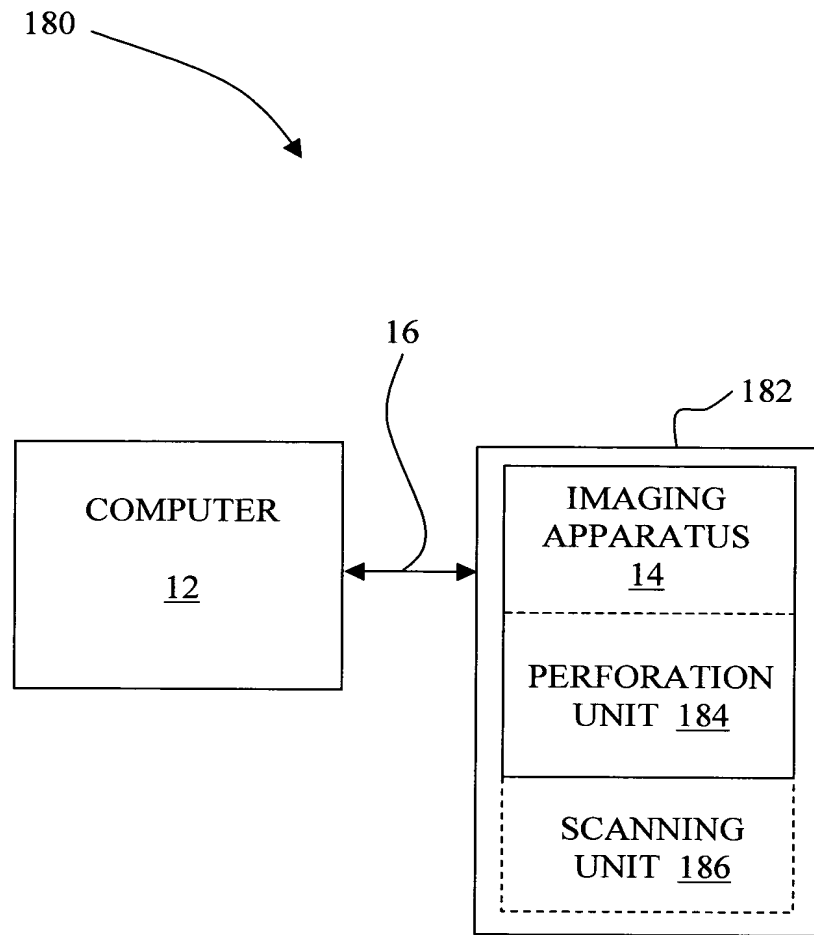 180
16
182
COMPUTER
12
IMAGING
APPARATUS
14
PERFORATION
UNIT 184
SCANNING
UNIT 186